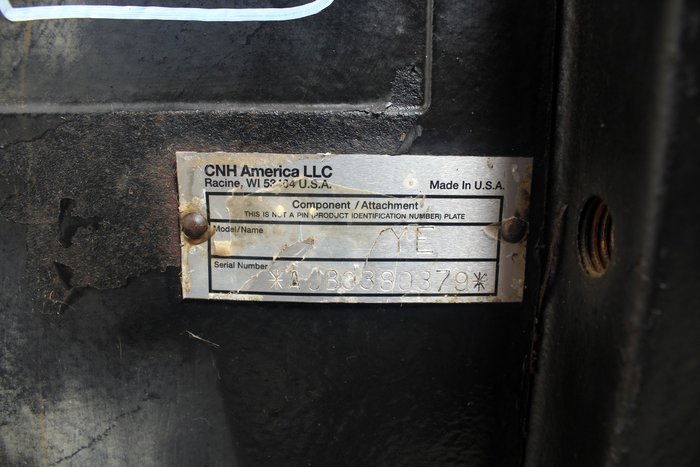 CNH America LLC
Racine, WI 53404 U.S.A.
Made In U.S.A.
Component /Attachment
THIS IS NOT A PIN (PRODUCT IDENTIFICATION NUMBER) PLATE
Model/Name
YE
Serial Number